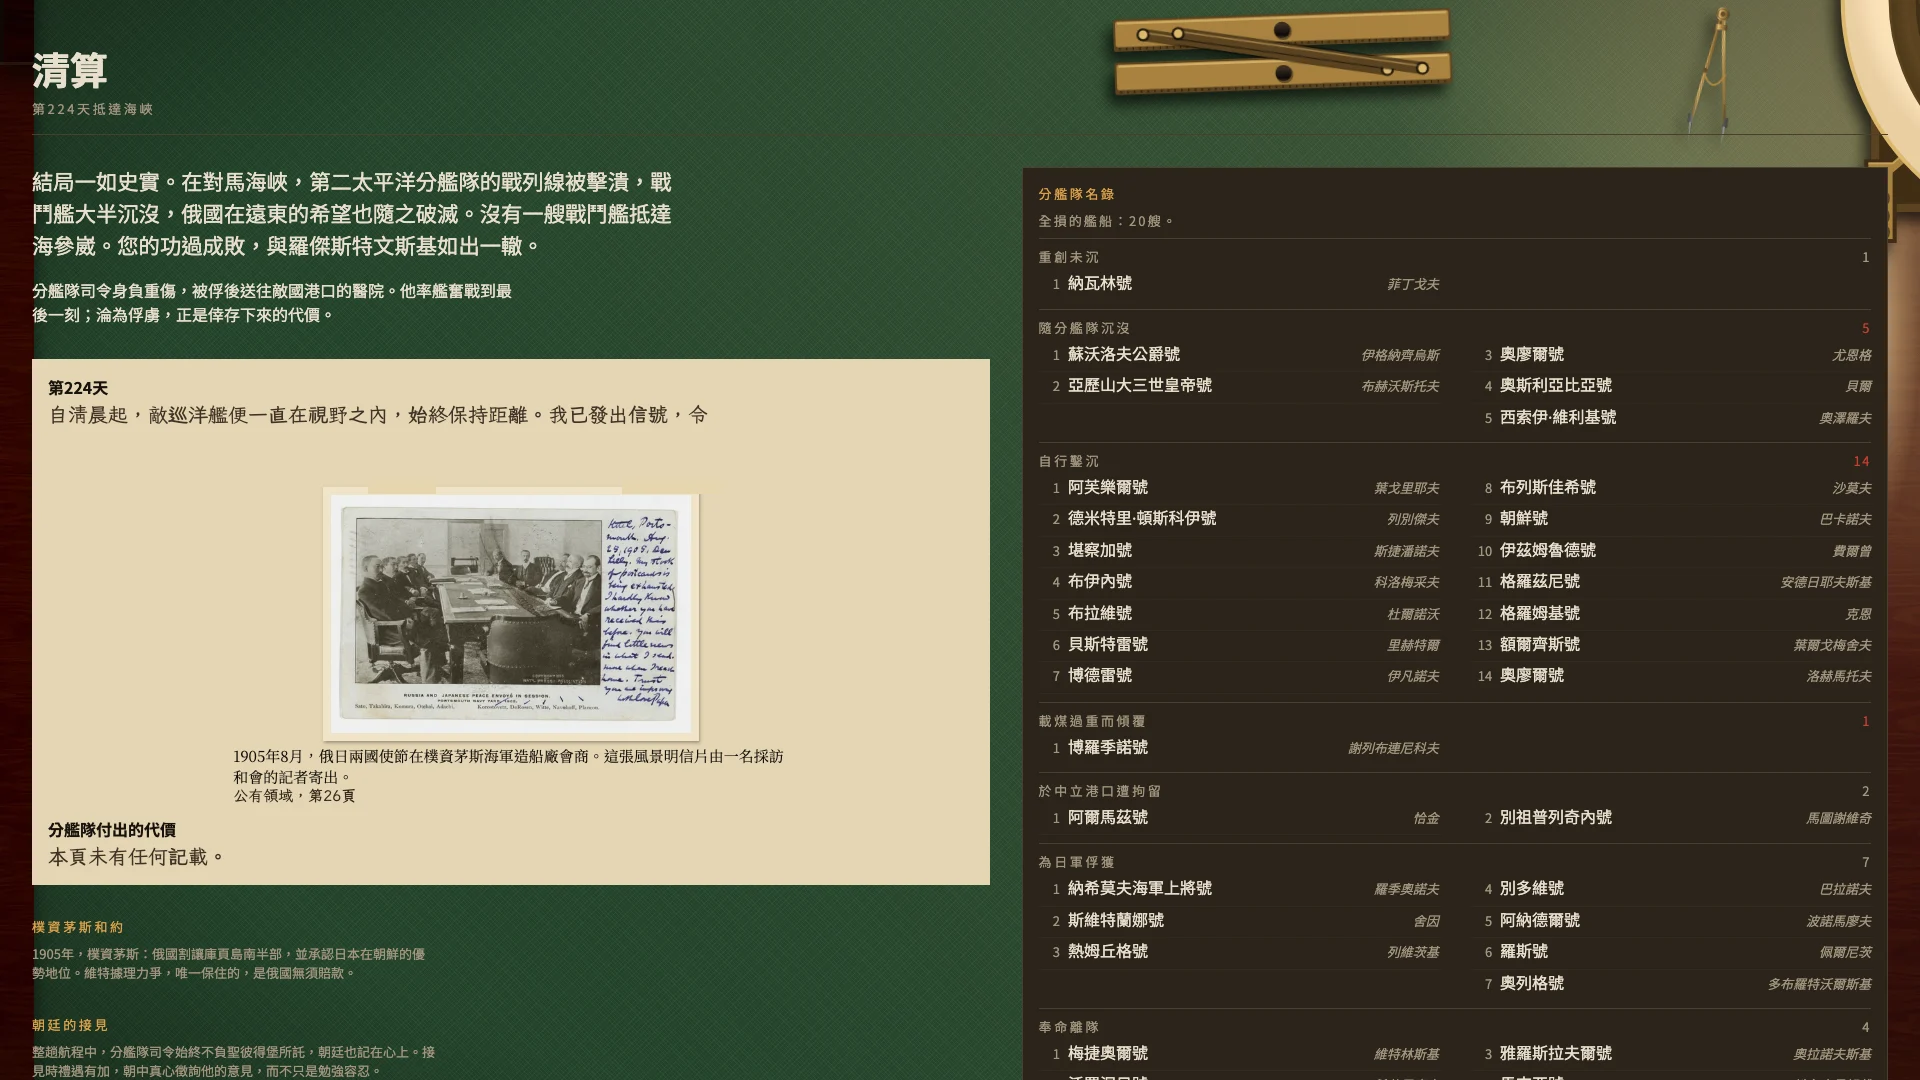 清算
第224天抵達海峽
結局一如史實。在對馬海峽，第二太平洋分艦隊的戰列線被擊潰，戰
鬥艦大半沉沒，俄國在遠東的希望也隨之破滅。沒有一艘戰鬥艦抵達
海參崴。您的功過成敗，與羅傑斯特文斯基如出一轍。
分艦隊司令身負重傷，被俘後送往敵國港口的醫院。他率艦奮戰到最
後一刻；淪為俘虜，正是倖存下來的代價。
第224天
自清晨起，敵巡洋艦便一直在視野之內，始終保持距離。我已發出信號，令
Hotel, Ports-
mouth. Aug.
29, 1905. Dear
RUSSIA AND JAPANESE PEACE ENVOYS IN SESSION.
Sato, Takahira, Komura, Otchiai, Adachi.
1905年8月，俄日兩國使節在樸資茅斯海軍造船廠會商。這張風景明信片由一名採訪
和會的記者寄出。
公有領域，第26頁
分艦隊付出的代價
本頁未有任何記載。
樸資茅斯和約
1905年，樸資茅斯：俄國割讓庫頁島南半部，並承認日本在朝鮮的優
勢地位。維特據理力爭，唯一保住的，是俄國無須賠款。
朝廷的接見
整趟航程中，分艦隊司令始終不負聖彼得堡所託，朝廷也記在心上。接
見時禮遇有加，朝中真心徵詢他的意見，而不只是勉強容忍。
分艦隊名錄
全損的艦船：20艘。
重創未沉 1
1 納瓦林號 菲丁戈夫
隨分艦隊沉沒 5
1 蘇沃洛夫公爵號 伊格納齊烏斯
2 亞歷山大三世皇帝號 布赫沃斯托夫
3 奧廖爾號 尤恩格
4 奧斯利亞比亞號 貝爾
5 西索伊·維利基號 奧澤羅夫
自行鑿沉 14
1 阿芙樂爾號 葉戈里耶夫
2 德米特里·頓斯科伊號 列別傑夫
3 堪察加號 斯捷潘諾夫
4 布伊內號 科洛梅采夫
5 布拉維號 杜爾諾沃
6 貝斯特雷號 里赫特爾
7 博德雷號 伊凡諾夫
8 布列斯佳希號 沙莫夫
9 朝鮮號 巴卡諾夫
10 伊茲姆魯德號 費爾曾
11 格羅茲尼號 安德日耶夫斯基
12 格羅姆基號 克恩
13 額爾齊斯號 葉爾戈梅舍夫
14 奧廖爾號 洛赫馬托夫
載煤過重而傾覆 1
1 博羅季諾號 謝列布連尼科夫
於中立港口遭拘留 2
1 阿爾馬茲號 恰金
2 別祖普列奇內號 馬圖謝維奇
為日軍俘獲 7
1 納希莫夫海軍上將號 羅季奧諾夫
2 斯維特蘭娜號 舍因
3 熱姆丘格號 列維茨基
4 別多維號 巴拉諾夫
5 阿納德爾號 波諾馬廖夫
6 羅斯號 佩爾尼茨
7 奧列格號 多布羅特沃爾斯基
奉命離隊 4
1 梅捷奧爾號 維特林斯基
3 雅羅斯拉夫爾號 奧拉諾夫斯基